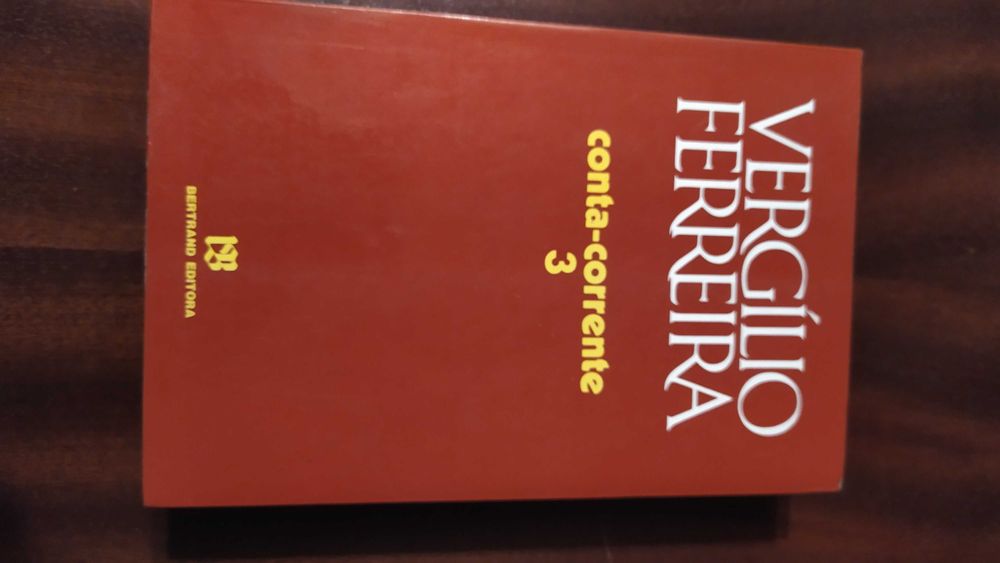 VERGÍLIO
FERREIRA
conta-corrente
3
BERTRAND EDITORA